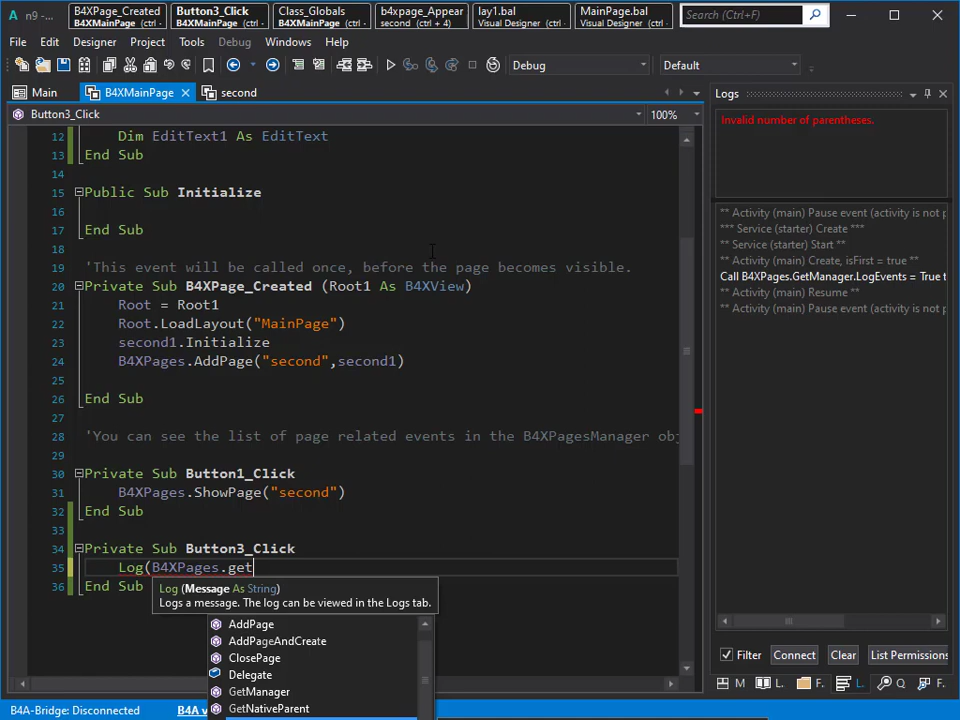 n9 -...
B4XPage_Created
B4XMainPage
Button3_Click
B4XMainPage
Class_Globals
B4XMainPage
b4xpage_Appear
second (ctrl + 4)
lay1.bal
Visual Designer (ctrl.
MainPage.bal
Visual Designer (ctrl.
Search (Ctrl+F)
File Edit Designer Project Tools Debug Windows Help
Debug
Default
Main
B4XMainPage
second
Button3_Click
100%
12 Dim EditText1 As EditText
13 End Sub
14
15 Public Sub Initialize
16
17 End Sub
18
19 'This event will be called once, before the page becomes visible.
20 Private Sub B4XPage_Created (Root1 As B4XView)
21 Root = Root1
22 Root.LoadLayout("MainPage")
23 second1.Initialize
24 B4XPages.AddPage("second",second1)
25
26 End Sub
27
28 'You can see the list of page related events in the B4XPagesManager obj
29
30 Private Sub Button1_Click
31 B4XPages.ShowPage("second")
32 End Sub
33
34 Private Sub Button3_Click
35 Log(B4XPages.get
36 End Sub
Log (Message As String)
Logs a message. The log can be viewed in the Logs tab.
AddPage
AddPageAndCreate
ClosePage
Delegate
GetManager
GetNativeParent
Logs
Invalid number of parentheses.
** Activity (main) Pause event (activity is not p
*** Service (starter) Create ***
** Service (starter) Start **
** Activity (main) Create, isFirst = true **
Call B4XPages.GetManager.LogEvents = True t
** Activity (main) Resume **
** Activity (main) Pause event (activity is not p
Filter Connect Clear List Permissions
M L. F. L. Q F.
B4A-Bridge: Disconnected
B4A v